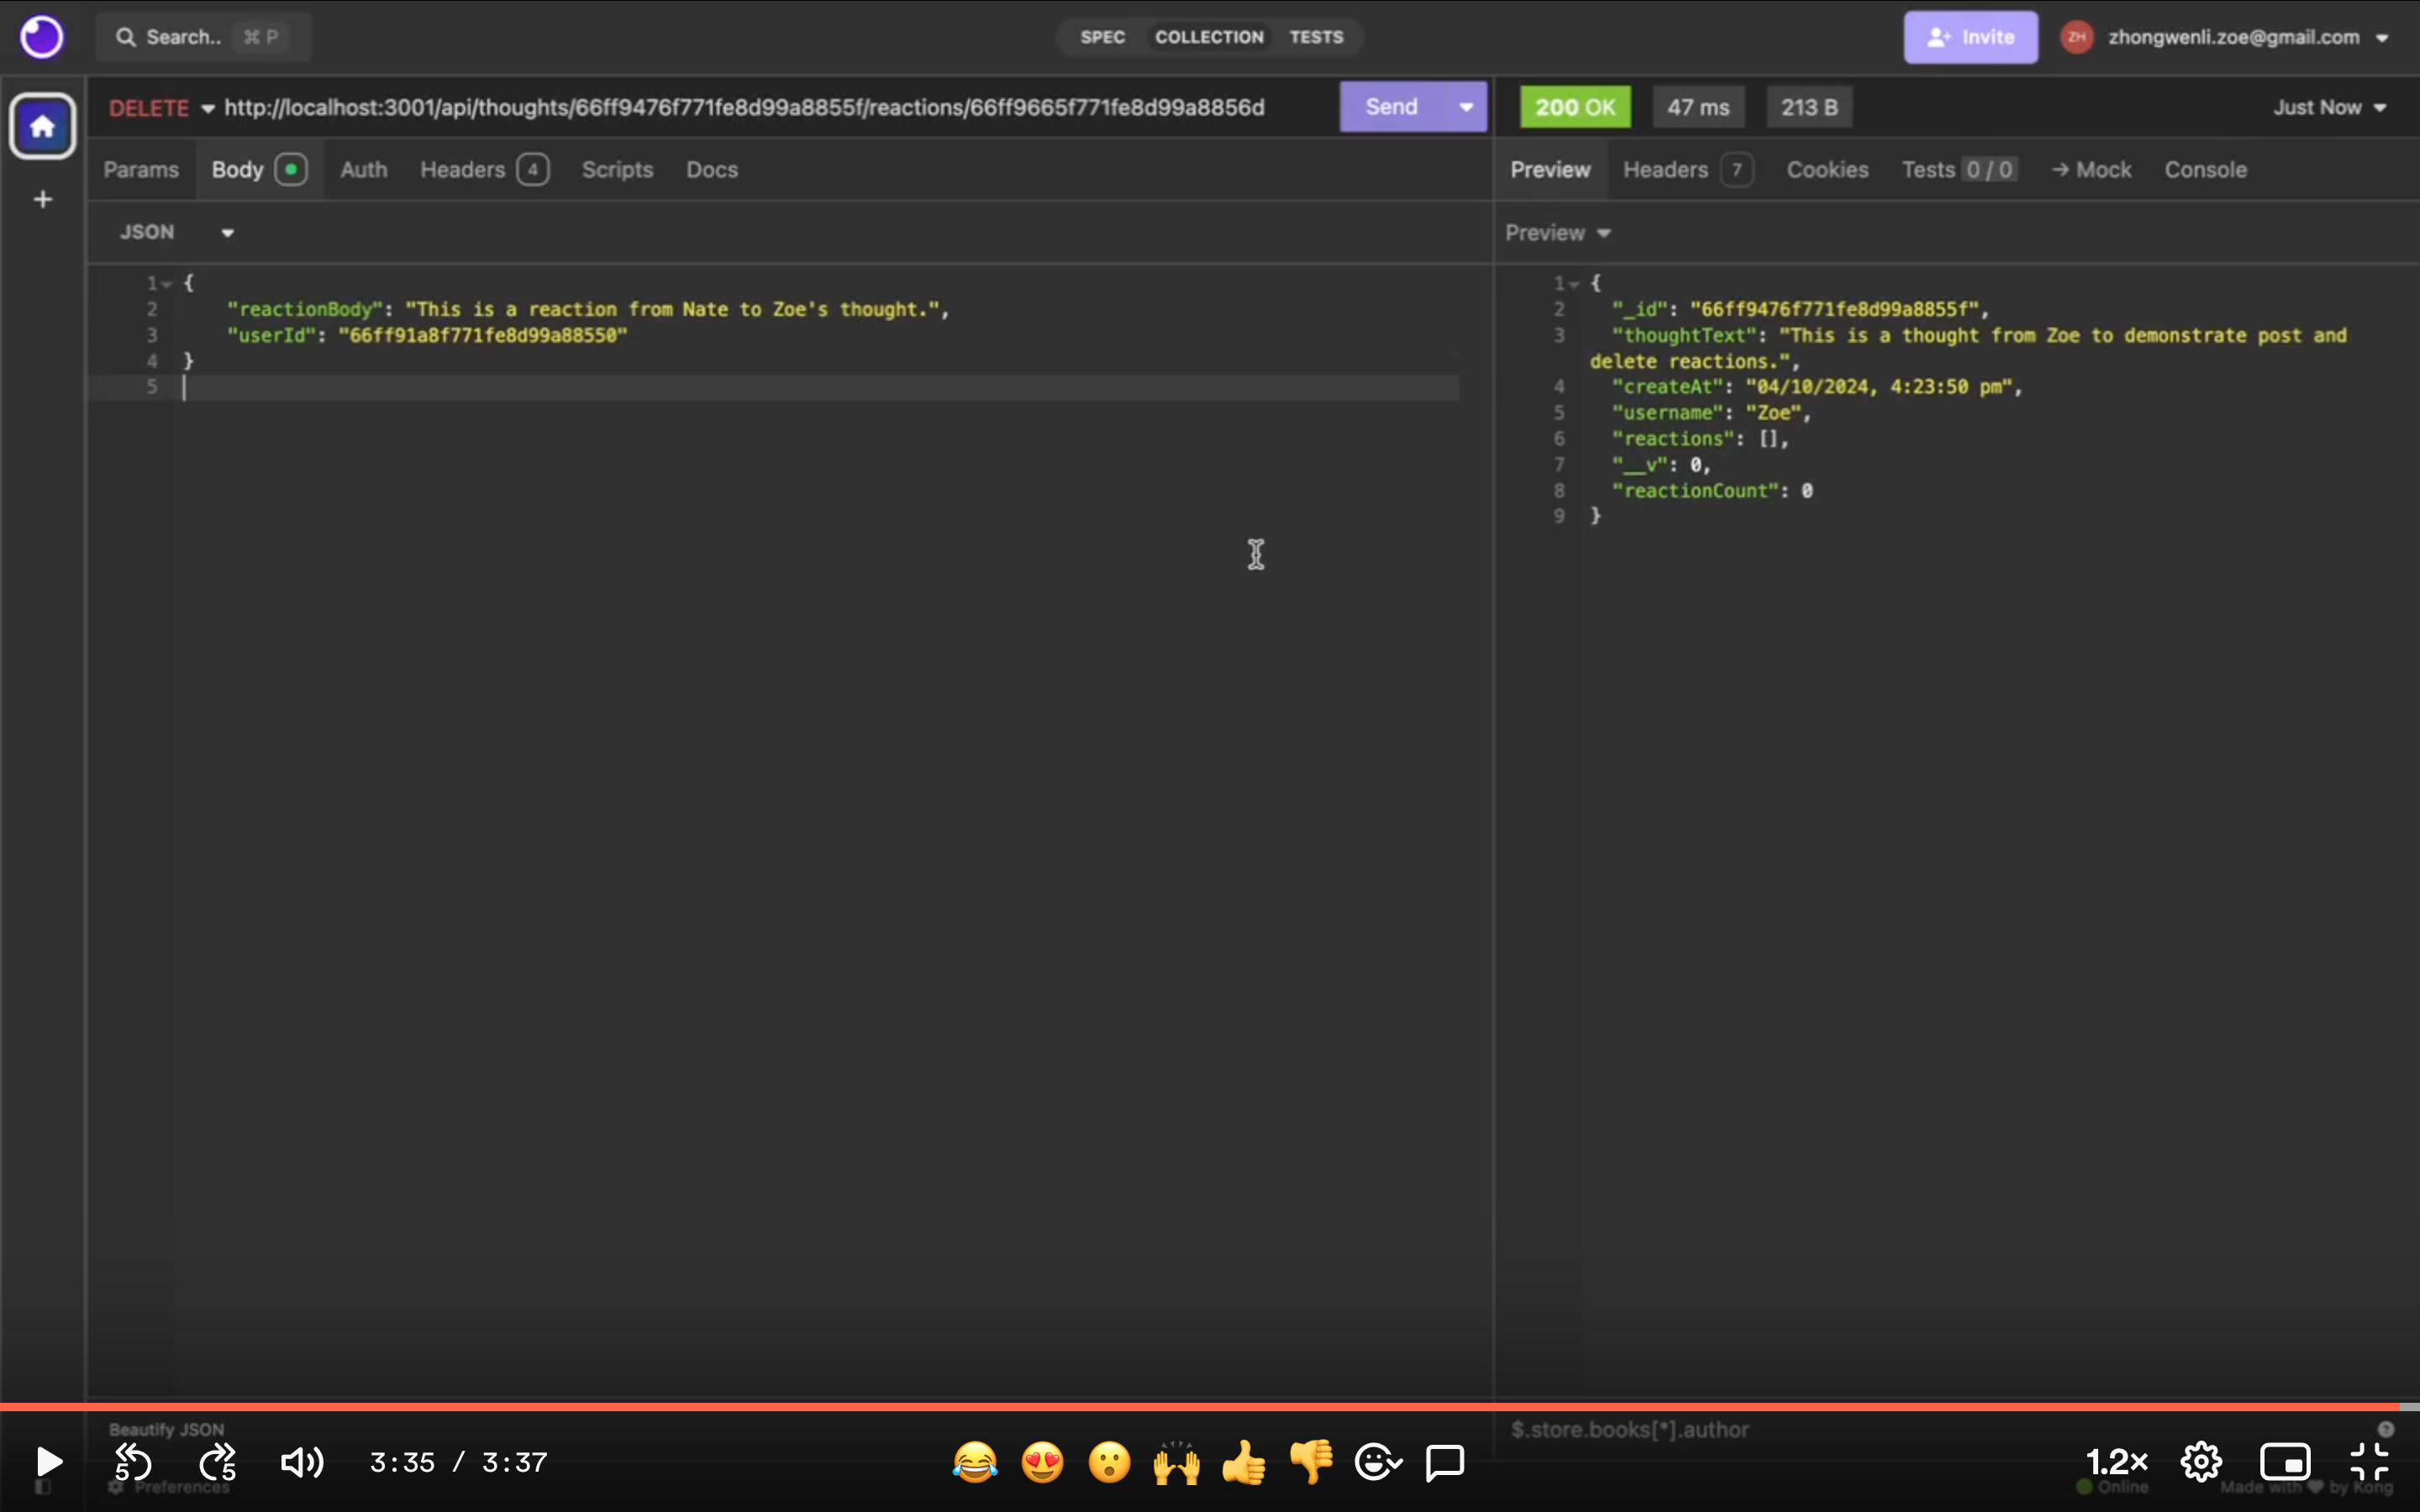 Search.. ⌘ P
SPEC COLLECTION TESTS
Invite
ZH zhongwenli.zoe@gmail.com
DELETE http://localhost:3001/api/thoughts/66ff9476f771fe8d99a8855f/reactions/66ff9665f771fe8d99a8856d
Send
200 OK 47 ms 213 B
Just Now
Params Body Auth Headers 4 Scripts Docs
Preview Headers 7 Cookies Tests 0 / 0 → Mock Console
JSON
Preview
1 {
2 "reactionBody": "This is a reaction from Nate to Zoe's thought.",
3 "userId": "66ff91a8f771fe8d99a88550"
4 }
5
1 {
2 "_id": "66ff9476f771fe8d99a8855f",
3 "thoughtText": "This is a thought from Zoe to demonstrate post and
delete reactions.",
4 "createAt": "04/10/2024, 4:23:50 pm",
5 "username": "Zoe",
6 "reactions": [],
7 "__v": 0,
8 "reactionCount": 0
9 }
Beautify JSON
$.store.books[*].author
5 5 3:35 / 3:37
1.2×
Preferences
Online
Made with ♥ by Kong